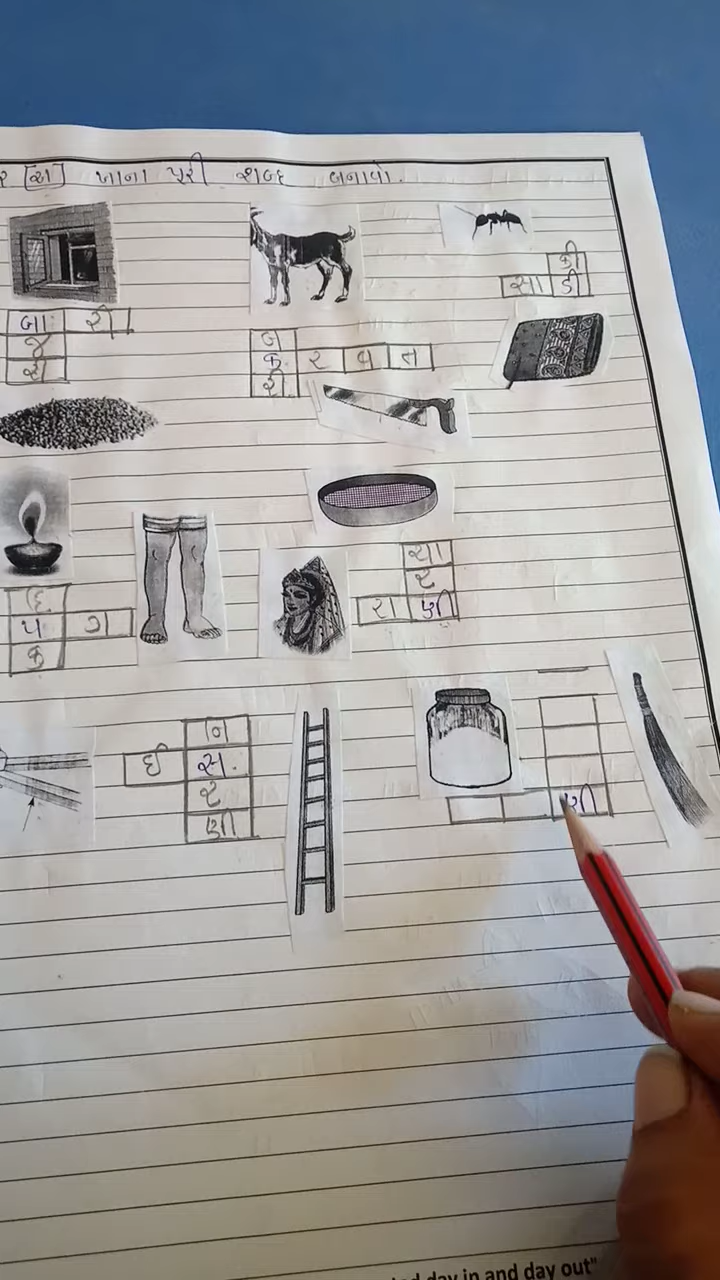 ખાના પૂરી શબ્દ બનાવો.
કી
સા ડી
બા રી
જ
રી
બ
ક ર વ ત
રી
ચા
ર
રા ણી
દી
પ ગ
ક
નિ
ઈ સ
ર
ણી
ણી
day in and day out"